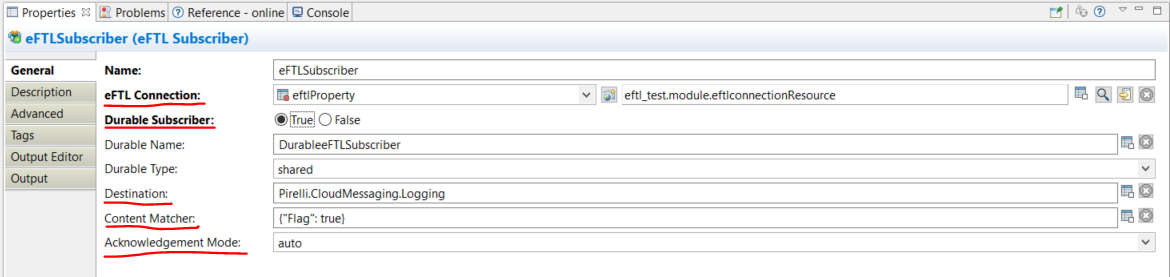 Properties Problems Reference - online Console
eFTLSubscriber (eFTL Subscriber)
General
Description
Advanced
Tags
Output Editor
Output
Name: eFTLSubscriber
eFTL Connection: eftlProperty eftl_test.module.eftlconnectionResource
Durable Subscriber: True False
Durable Name: DurableeFTLSubscriber
Durable Type: shared
Destination: Pirelli.CloudMessaging.Logging
Content Matcher: {"Flag": true}
Acknowledgement Mode: auto